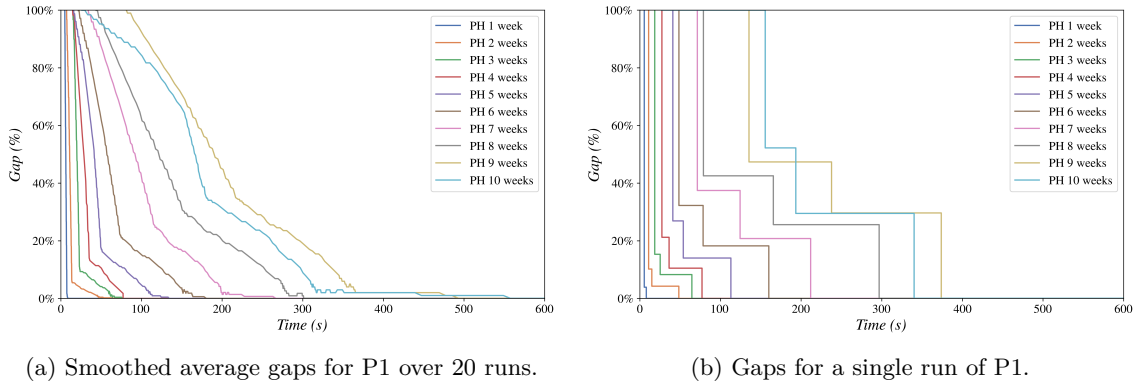 100%
80%
60%
40%
20%
0%
Gap (%)
0
100
200
300
400
500
600
Time (s)
PH 1 week
PH 2 weeks
PH 3 weeks
PH 4 weeks
PH 5 weeks
PH 6 weeks
PH 7 weeks
PH 8 weeks
PH 9 weeks
PH 10 weeks
(a) Smoothed average gaps for P1 over 20 runs.
100%
80%
60%
40%
20%
0%
Gap (%)
0
100
200
300
400
500
600
Time (s)
PH 1 week
PH 2 weeks
PH 3 weeks
PH 4 weeks
PH 5 weeks
PH 6 weeks
PH 7 weeks
PH 8 weeks
PH 9 weeks
PH 10 weeks
(b) Gaps for a single run of P1.